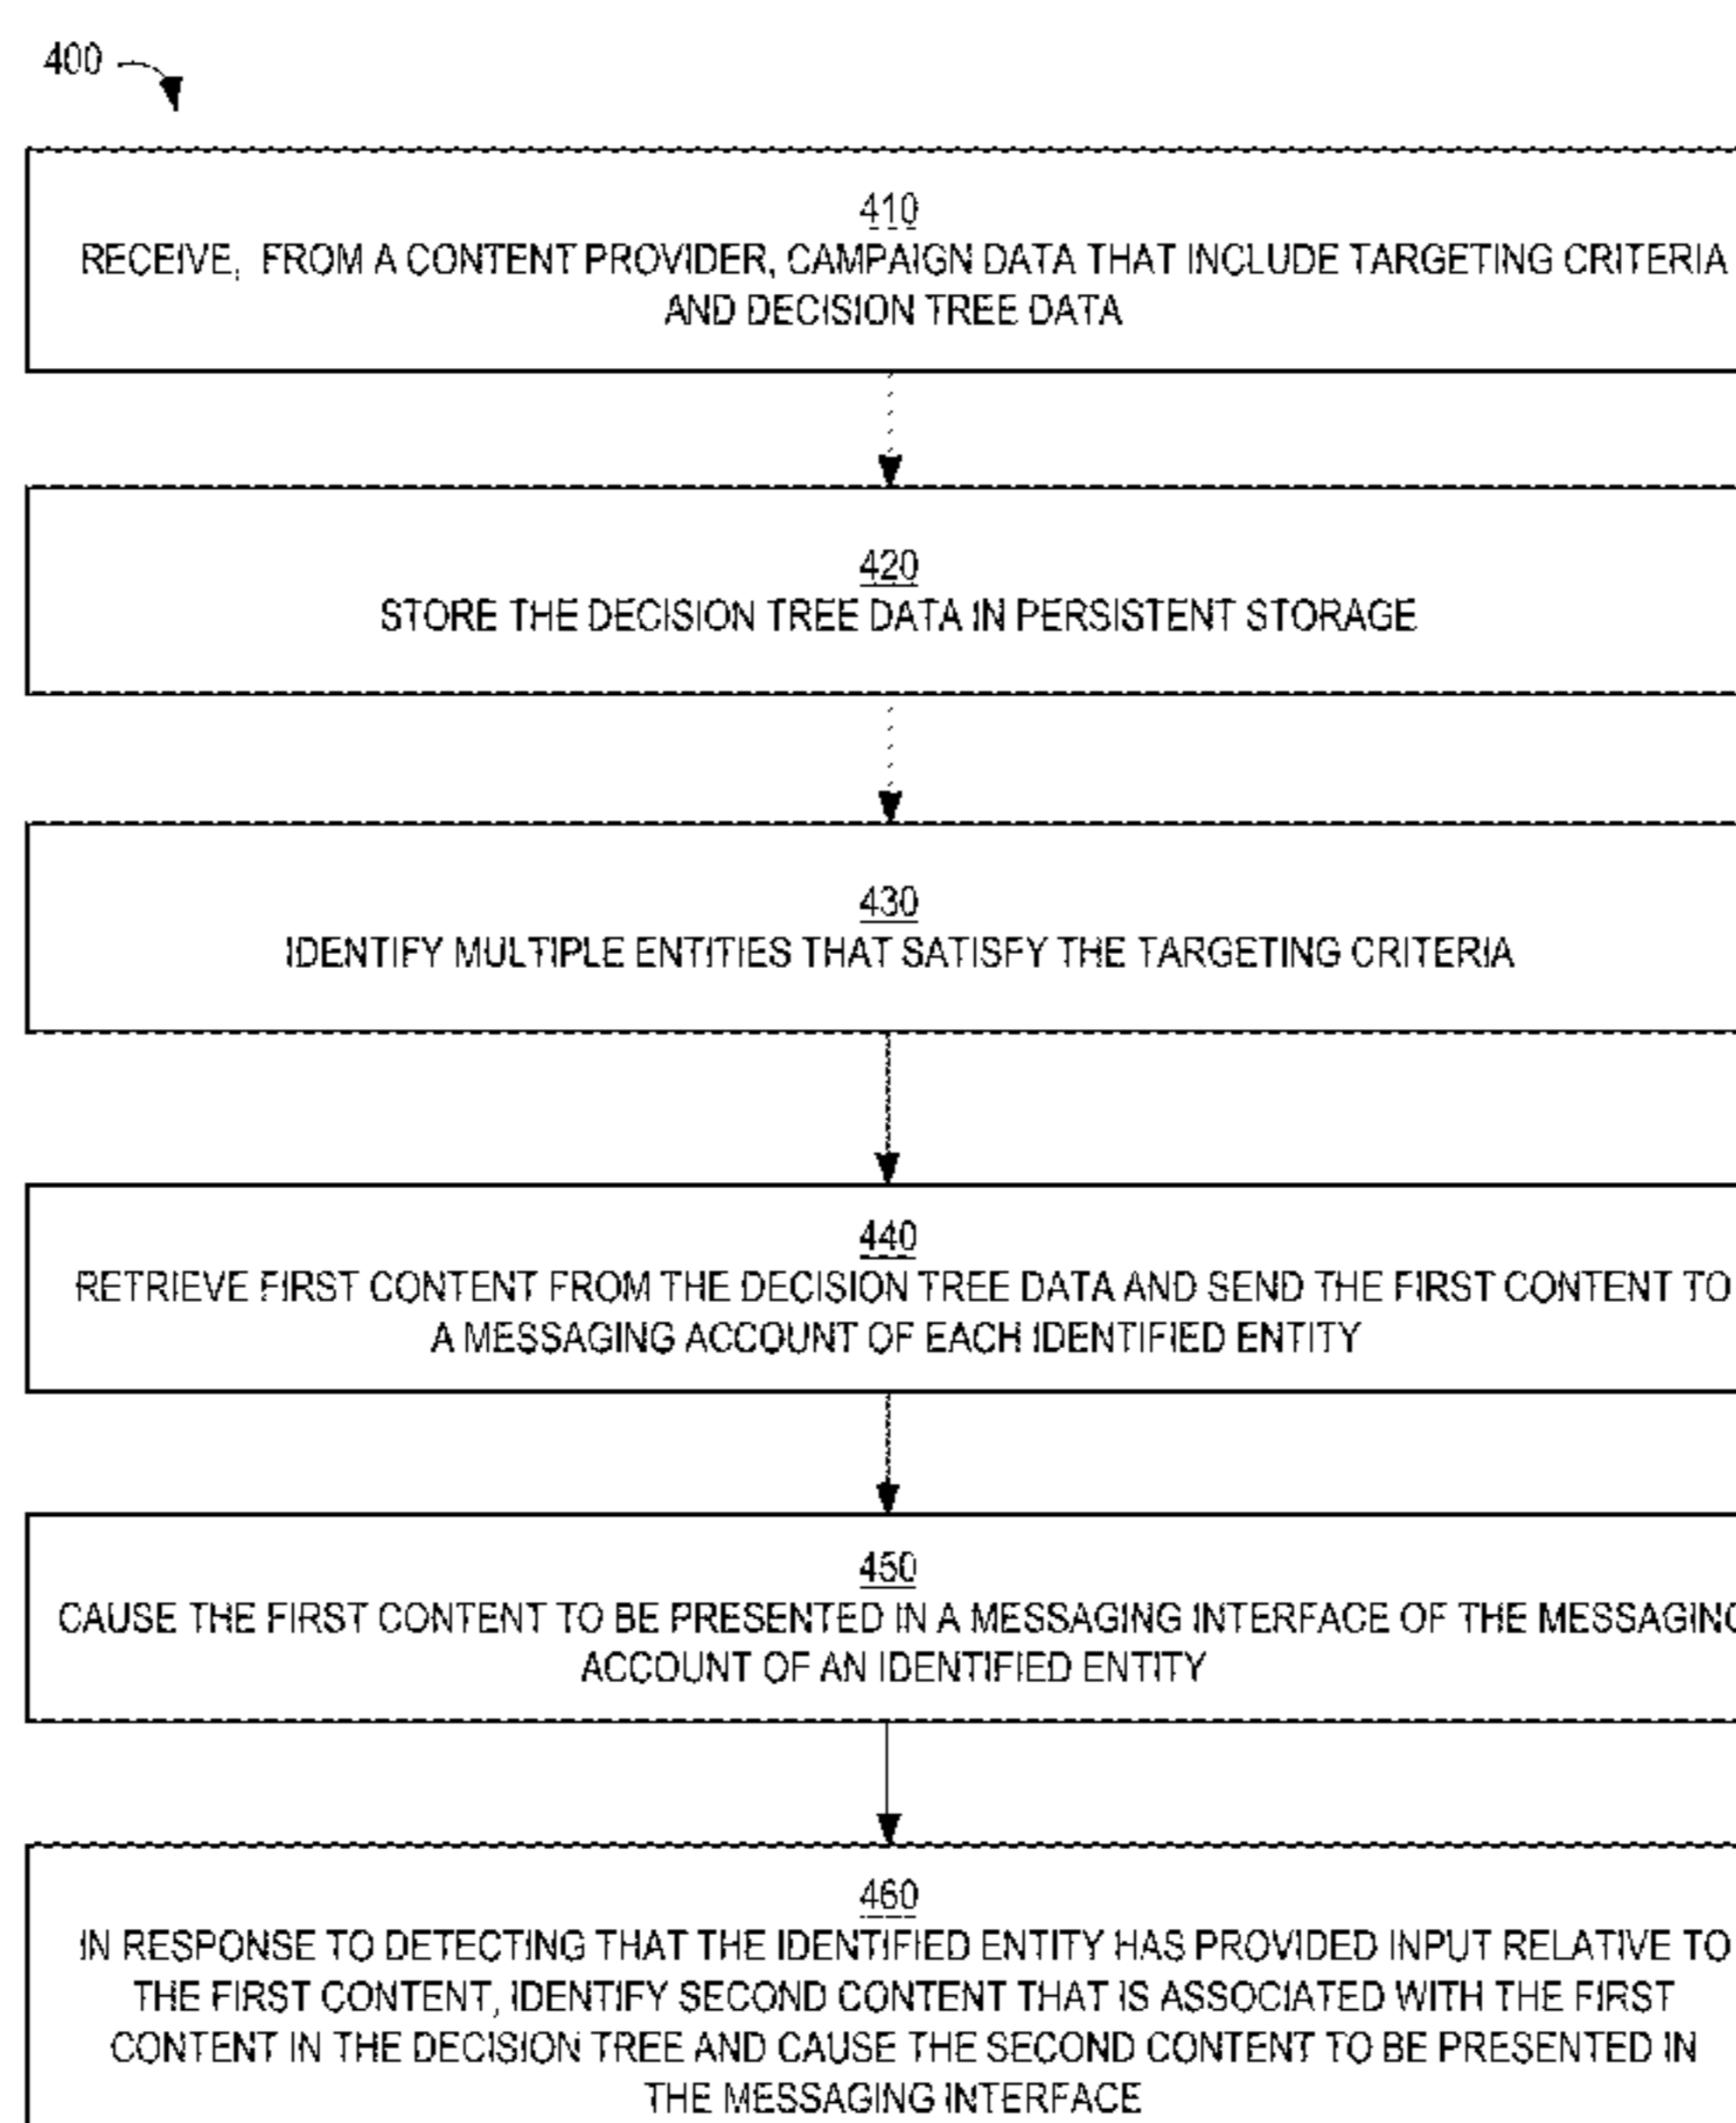 400
410
RECEIVE, FROM A CONTENT PROVIDER, CAMPAIGN DATA THAT INCLUDE TARGETING CRITERIA
AND DECISION TREE DATA
420
STORE THE DECISION TREE DATA IN PERSISTENT STORAGE
430
IDENTIFY MULTIPLE ENTITIES THAT SATISFY THE TARGETING CRITERIA
440
RETRIEVE FIRST CONTENT FROM THE DECISION TREE DATA AND SEND THE FIRST CONTENT TO
A MESSAGING ACCOUNT OF EACH IDENTIFIED ENTITY
450
CAUSE THE FIRST CONTENT TO BE PRESENTED IN A MESSAGING INTERFACE OF THE MESSAGING
ACCOUNT OF AN IDENTIFIED ENTITY
460
IN RESPONSE TO DETECTING THAT THE IDENTIFIED ENTITY HAS PROVIDED INPUT RELATIVE TO
THE FIRST CONTENT, IDENTIFY SECOND CONTENT THAT IS ASSOCIATED WITH THE FIRST
CONTENT IN THE DECISION TREE AND CAUSE THE SECOND CONTENT TO BE PRESENTED IN
THE MESSAGING INTERFACE